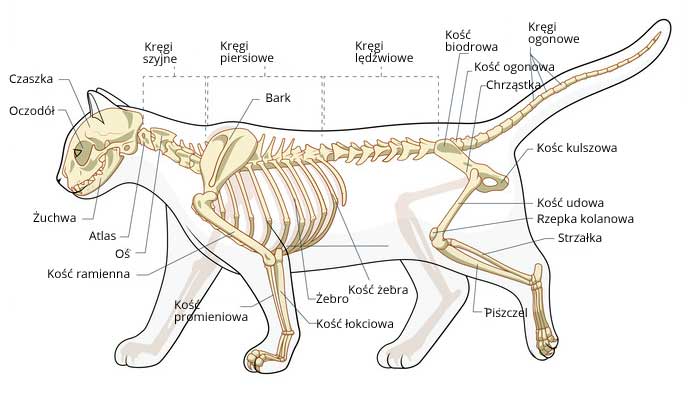 Kręgi
szyjne
Kręgi
piersiowe
Kręgi
lędźwiowe
Kość
biodrowa
Kręgi
ogonowe
Czaszka
Kość ogonowa
Oczodół
Bark
Chrząstka
Kośc kulszowa
Żuchwa
Kość udowa
Rzepka kolanowa
Atlas
Strzałka
Oś
Kość ramienna
Kość
promieniowa
Żebro
Kość żebra
Kość łokciowa
Piszczel